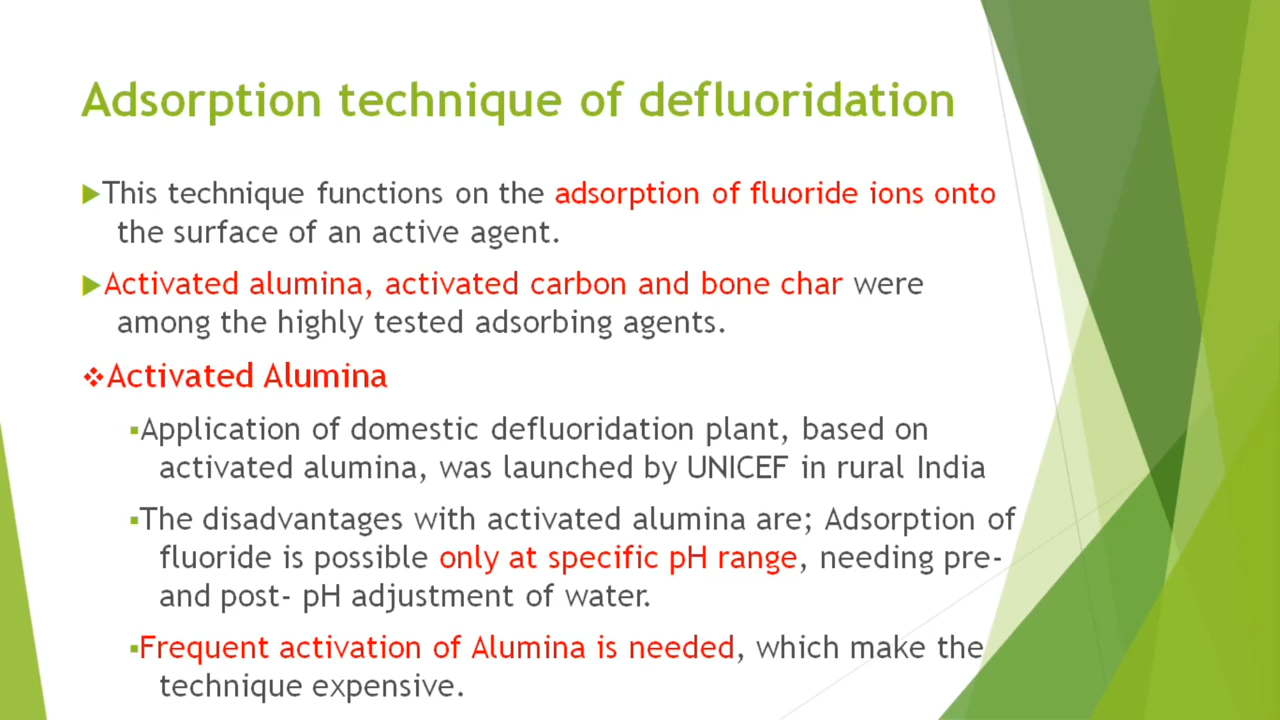 Adsorption technique of defluoridation
▶This technique functions on the adsorption of fluoride ions onto
the surface of an active agent.
▶Activated alumina, activated carbon and bone char were
among the highly tested adsorbing agents.
❖Activated Alumina
▪Application of domestic defluoridation plant, based on
activated alumina, was launched by UNICEF in rural India
▪The disadvantages with activated alumina are; Adsorption of
fluoride is possible only at specific pH range, needing pre-
and post- pH adjustment of water.
▪Frequent activation of Alumina is needed, which make the
technique expensive.